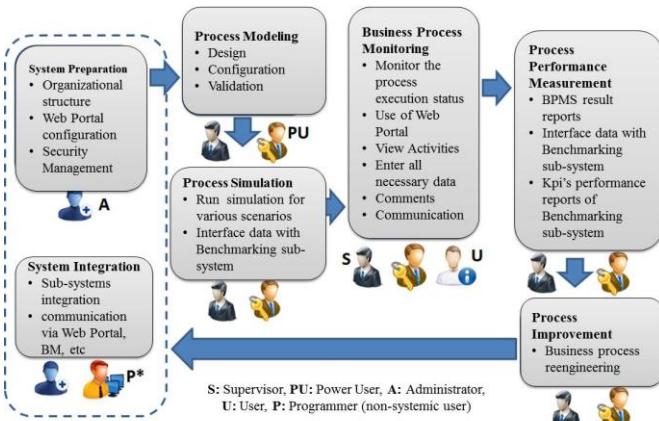 System Preparation
• Organizational
structure
• Web Portal
configuration
• Security
Management
A
Process Modeling
• Design
• Configuration
• Validation
PU
Process Simulation
• Run simulation for
various scenarios
• Interface data with
Benchmarking sub-
system
Business Process
Monitoring
• Monitor the
process
execution status
• Use of Web
Portal
• View Activities
• Enter all
necessary data
• Comments
• Communication
S
U
Process
Performance
Measurement
• BPMS result
reports
• Interface data with
Benchmarking
sub-system
• Kpi's performance
reports of
Benchmarking
sub-system
Process
Improvement
• Business process
reengineering
System Integration
• Sub-systems
integration
• communication
via Web Portal,
BM, etc
P*
S: Supervisor, PU: Power User, A: Administrator,
U: User, P: Programmer (non-systemic user)